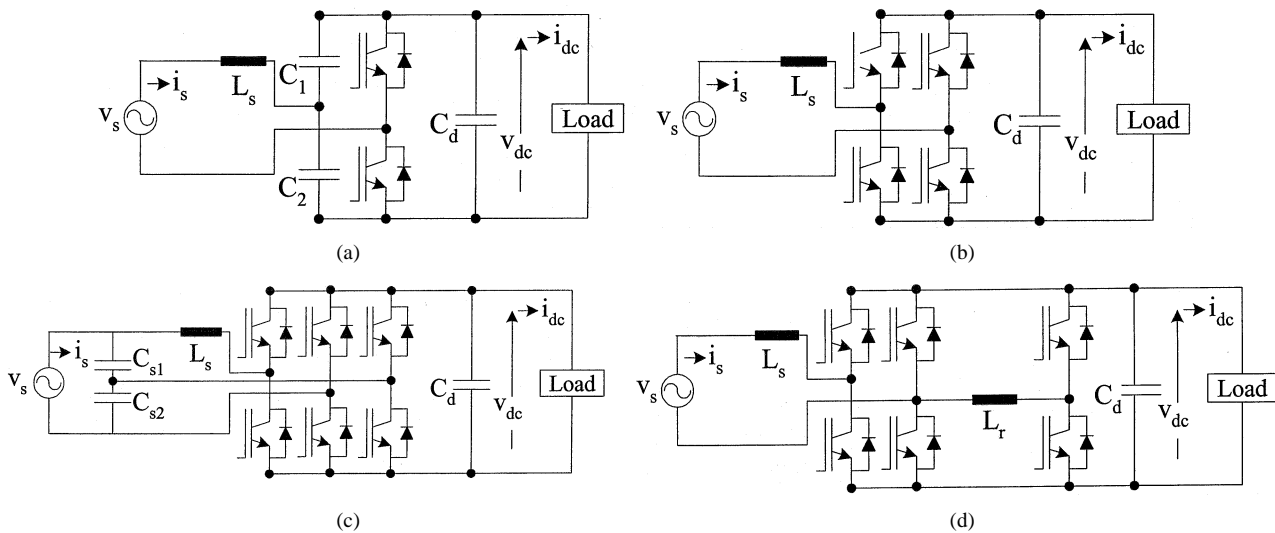 i_dc
i_s
L_s
C_1
v_s
C_d
v_dc
Load
C_2
(a)
i_dc
i_s
L_s
v_s
C_d
v_dc
Load
(b)
i_dc
i_s
C_s1
L_s
v_s
C_s2
C_d
v_dc
Load
(c)
i_dc
i_s
L_s
v_s
L_r
C_d
v_dc
Load
(d)